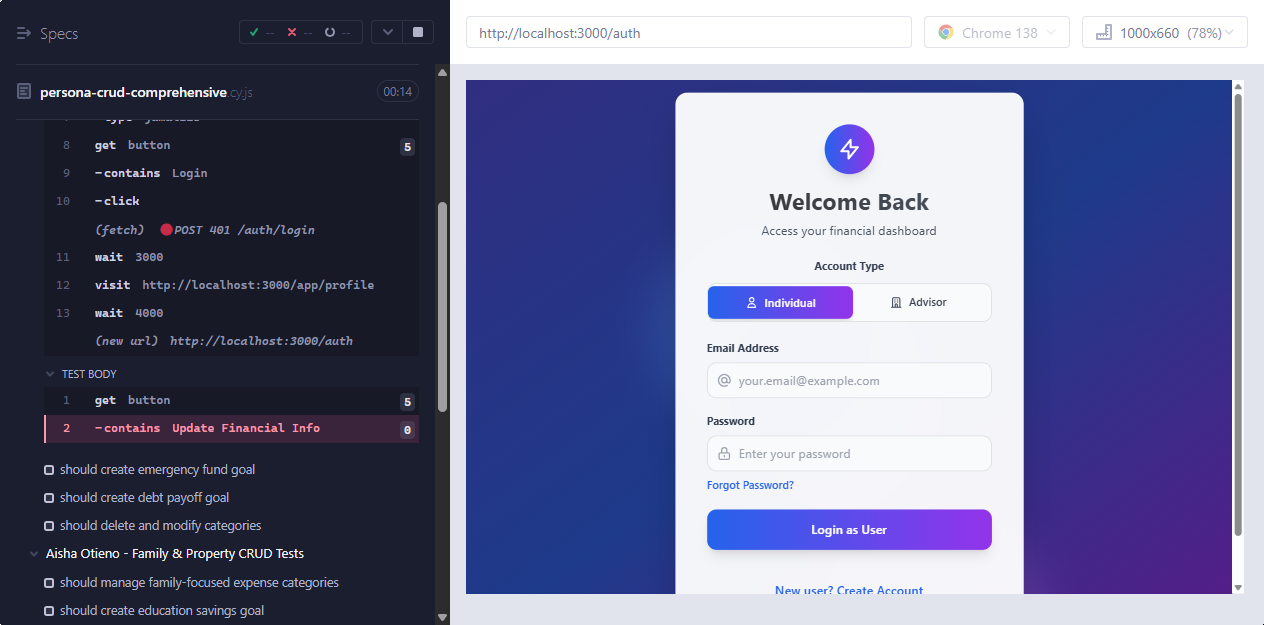 Specs
-- -- --
persona-crud-comprehensive.cy.js
00:14
8 get button 5
9 -contains Login
10 -click
(fetch) POST 401 /auth/login
11 wait 3000
12 visit http://localhost:3000/app/profile
13 wait 4000
(new url) http://localhost:3000/auth
TEST BODY
1 get button 5
2 -contains Update Financial Info 0
should create emergency fund goal
should create debt payoff goal
should delete and modify categories
Aisha Otieno - Family & Property CRUD Tests
should manage family-focused expense categories
should create education savings goal
http://localhost:3000/auth
Chrome 138
1000x660 (78%)
Welcome Back
Access your financial dashboard
Account Type
Individual
Advisor
Email Address
your.email@example.com
Password
Enter your password
Forgot Password?
Login as User
New user? Create Account